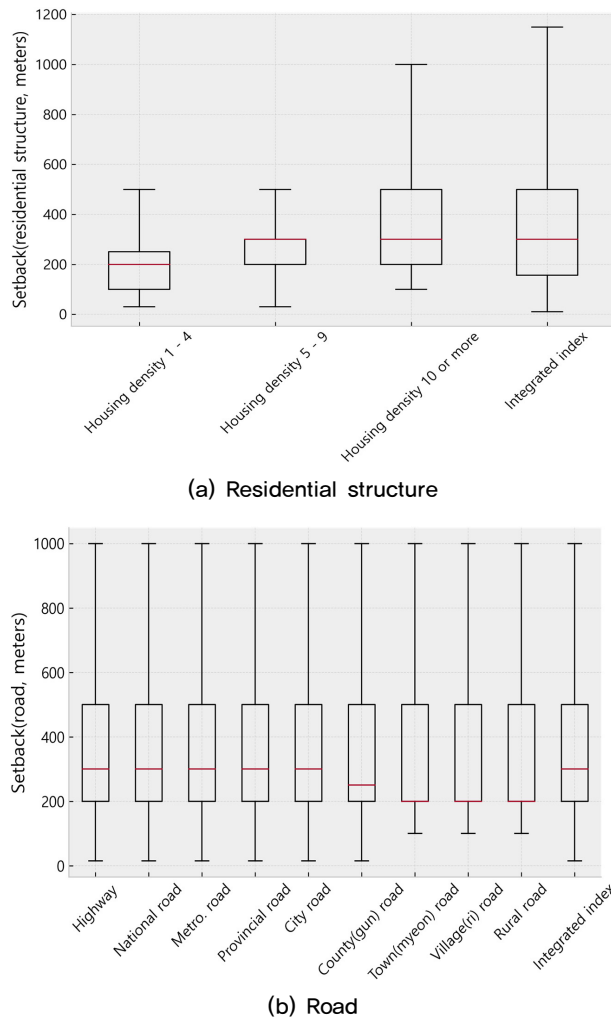 1200
1000
800
600
400
200
0
Setback(residential structure, meters)
Housing density 1 - 4
Housing density 5 - 9
Housing density 10 or more
Integrated index
(a) Residential structure
1000
800
600
400
200
0
Setback(road, meters)
Highway
National road
Metro. road
Provincial road
City road
County(gun) road
Town(myeon) road
Village(ri) road
Rural road
Integrated index
(b) Road